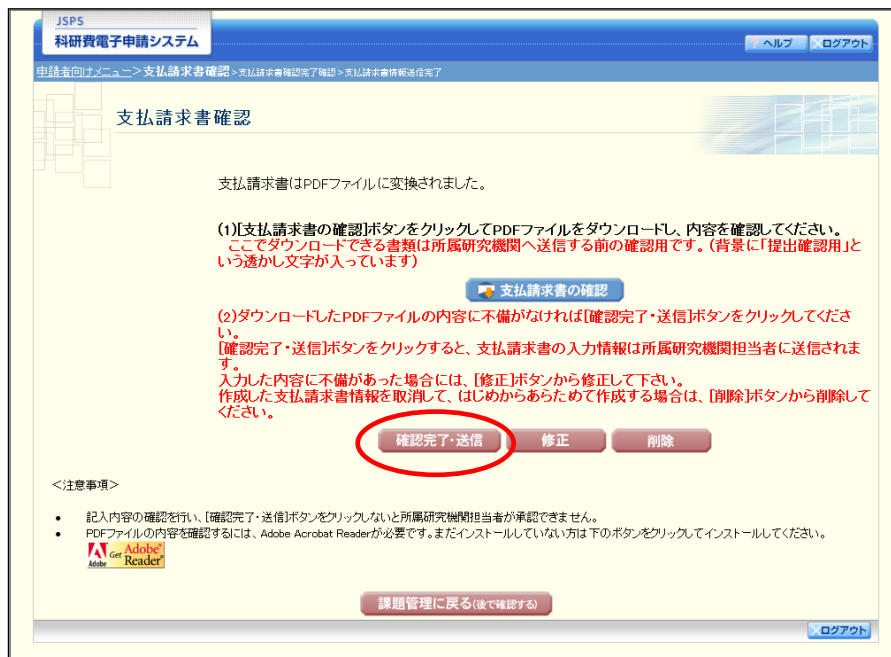 JSPS
科研費電子申請システム
? ヘルプ
ログアウト
申請者向けメニュー>支払請求書確認>支払請求書確認完了確認>支払請求書情報送信完了
支払請求書確認
支払請求書はPDFファイルに変換されました。
(1)[支払請求書の確認]ボタンをクリックしてPDFファイルをダウンロードし、内容を確認してください。
ここでダウンロードできる書類は所属研究機関へ送信する前の確認用です。(背景に「提出確認用」と
いう透かし文字が入っています)
支払請求書の確認
(2)ダウンロードしたPDFファイルの内容に不備がなければ[確認完了・送信]ボタンをクリックしてくださ
い。
[確認完了・送信]ボタンをクリックすると、支払請求書の入力情報は所属研究機関担当者に送信されま
す。
入力した内容に不備があった場合には、[修正]ボタンから修正して下さい。
作成した支払請求書情報を取消して、はじめからあらためて作成する場合は、[削除]ボタンから削除して
ください。
確認完了・送信
修正
削除
<注意事項>
• 記入内容の確認を行い、[確認完了・送信]ボタンをクリックしないと所属研究機関担当者が承認できません。
• PDFファイルの内容を確認するには、Adobe Acrobat Readerが必要です。まだインストールしていない方は下のボタンをクリックしてインストールしてください。
Adobe Get Adobe Reader
課題管理に戻る(後で確認する)
ログアウト